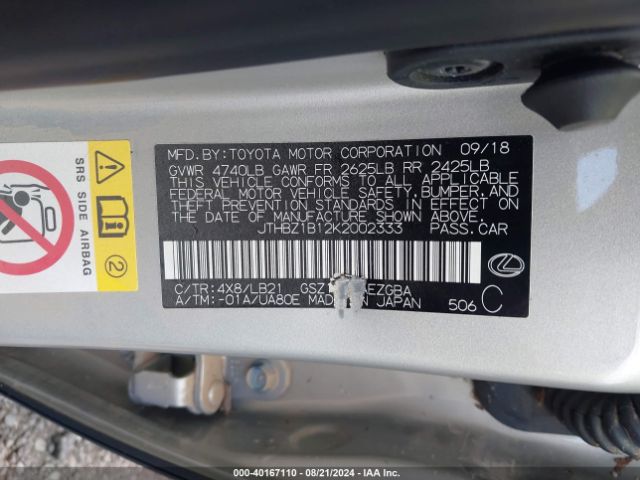 SRS SIDE AIRBAG
2
MFD. BY: TOYOTA MOTOR CORPORATION 09/18
GVWR 4740LB GAWR FR 2625LB RR 2425LB
THIS VEHICLE CONFORMS TO ALL APPLICABLE
FEDERAL MOTOR VEHICLE SAFETY, BUMPER, AND
THEFT PREVENTION STANDARDS IN EFFECT ON
THE DATE OF MANUFACTURE SHOWN ABOVE.
JTHBZ1B12K2002333 PASS. CAR
C/TR: 4X8/LB21 EZGBA
A/TM: -01A/UA80E IN JAPAN 506 C
000-40167110 - 08/21/2024 - IAA, Inc.